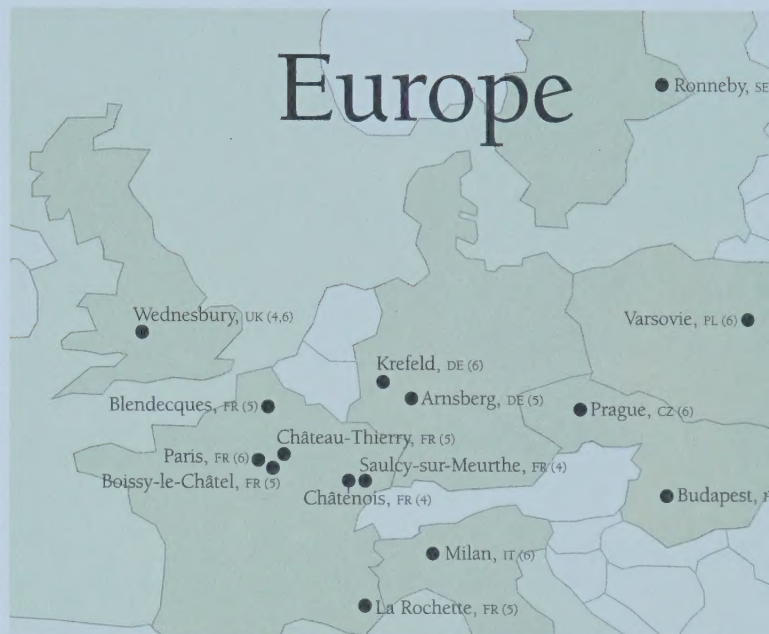 Europe
Ronneby, SE
Wednesbury, UK (4,6)
Varsovie, PL (6)
Krefeld, DE (6)
Arnsberg, DE (5)
Blendecques, FR (5)
Prague, CZ (6)
Château-Thierry, FR (5)
Paris, FR (6)
Saulcy-sur-Meurthe, FR (4)
Boissy-le-Châtel, FR (5)
Châtenois, FR (4)
Budapest,
Milan, IT (6)
La Rochette, FR (5)